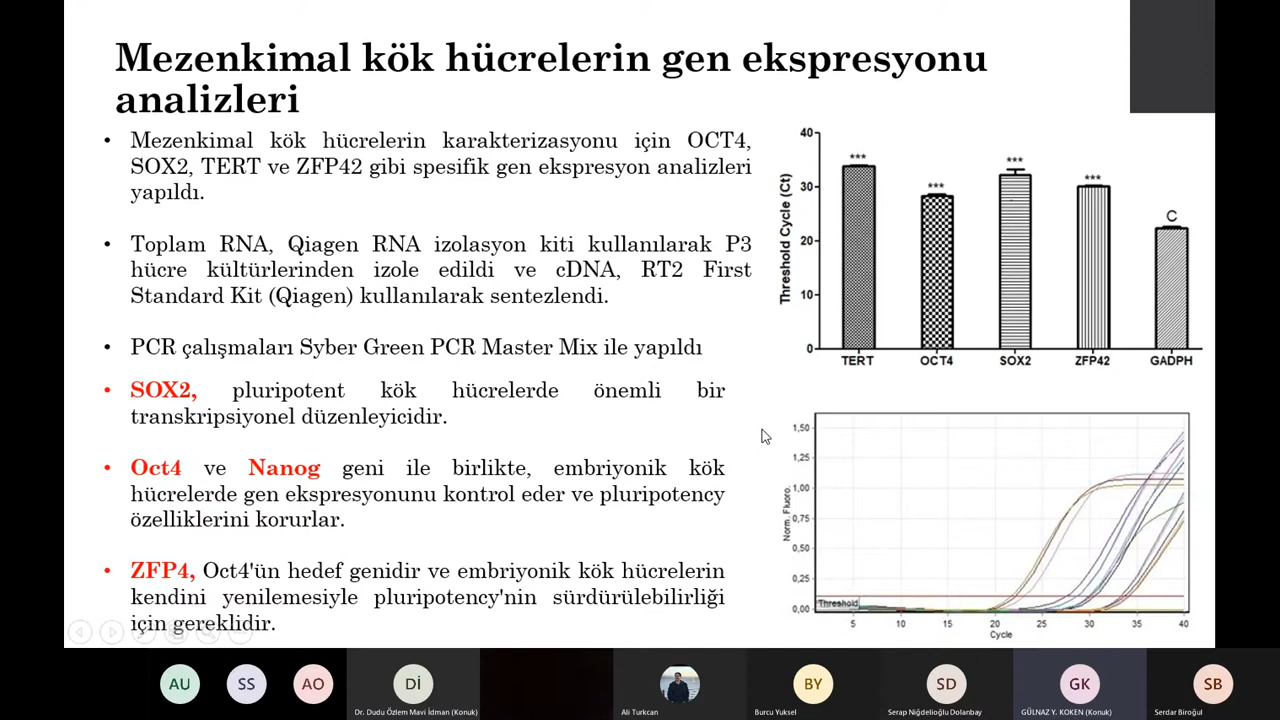 Mezenkimal kök hücrelerin gen ekspresyonu
analizleri
• Mezenkimal kök hücrelerin karakterizasyonu için OCT4,
SOX2, TERT ve ZFP42 gibi spesifik gen ekspresyon analizleri
yapıldı.
• Toplam RNA, Qiagen RNA izolasyon kiti kullanılarak P3
hücre kültürlerinden izole edildi ve cDNA, RT2 First
Standard Kit (Qiagen) kullanılarak sentezlendi.
• PCR çalışmaları Syber Green PCR Master Mix ile yapıldı
• SOX2, pluripotent kök hücrelerde önemli bir
transkripsiyonel düzenleyicidir.
• Oct4 ve Nanog geni ile birlikte, embriyonik kök
hücrelerde gen ekspresyonunu kontrol eder ve pluripotency
özelliklerini korurlar.
• ZFP4, Oct4'ün hedef genidir ve embriyonik kök hücrelerin
kendini yenilemesiyle pluripotency'nin sürdürülebilirliği
için gereklidir.
Threshold Cycle (Ct)
40
30
20
10
0
*** *** *** *** C
TERT OCT4 SOX2 ZFP42 GADPH
Norm. Fluoro.
1,50
1,25
1,00
0,75
0,50
0,25
0,00
Threshold
5 10 15 20 25 30 35 40
Cycle
AU SS AO Dİ BY SD GK SB
Dr. Dudu Özlem Mavi İdman (Konuk) Ali Turkcan Burcu Yuksel Serap Niğdelioğlu Dolanbay GÜLNAZ Y. KOKEN (Konuk) Serdar Biroğul